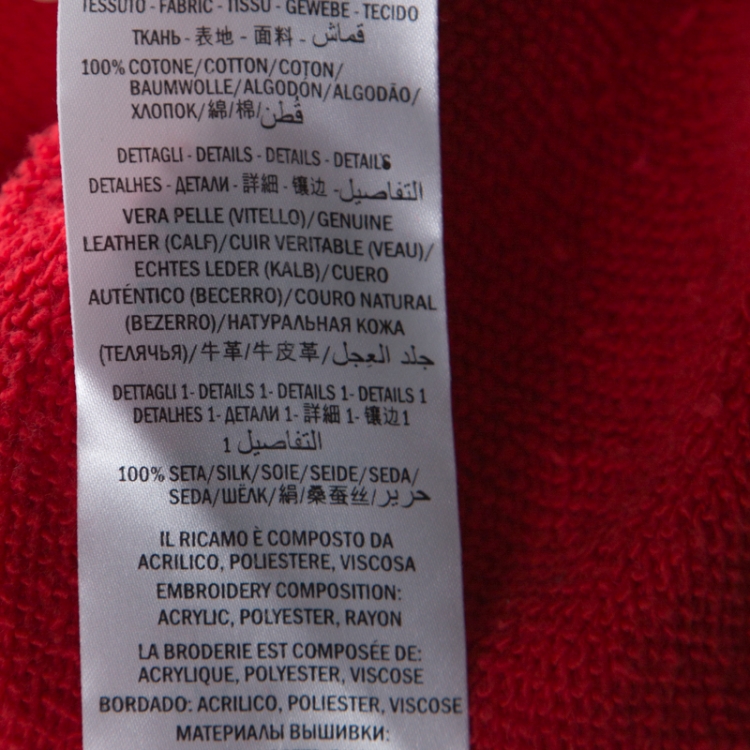 TESSUTO - FABRIC - TISSU - GEWEBE - TECIDO
ТКАНЬ - 表地 - 面料 - قماش
100% COTONE/COTTON/COTON/
BAUMWOLLE/ALGODÓN/ALGODÃO/
ХЛОПОК/綿/棉/قُطن
DETTAGLI - DETAILS - DETAILS - DETAILS
DETALHES - ДЕТАЛИ - 詳細 - 镶边 - التفاصيل
VERA PELLE (VITELLO)/GENUINE
LEATHER (CALF)/CUIR VERITABLE (VEAU)/
ECHTES LEDER (KALB)/CUERO
AUTÉNTICO (BECERRO)/COURO NATURAL
(BEZERRO)/НАТУРАЛЬНАЯ КОЖА
(ТЕЛЯЧЬЯ)/牛革/牛皮革/جلد العِجل
DETTAGLI 1- DETAILS 1- DETAILS 1- DETAILS 1
DETALHES 1- ДЕТАЛИ 1- 詳細 1- 镶边1
التفاصيل 1
100% SETA/SILK/SOIE/SEIDE/SEDA/
SEDA/ШЁЛК/絹/桑蚕丝/حرير
IL RICAMO È COMPOSTO DA
ACRILICO, POLIESTERE, VISCOSA
EMBROIDERY COMPOSITION:
ACRYLIC, POLYESTER, RAYON
LA BRODERIE EST COMPOSÉE DE:
ACRYLIQUE, POLYESTER, VISCOSE
BORDADO: ACRILICO, POLIESTER, VISCOSE
МАТЕРИАЛЫ ВЫШИВКИ: